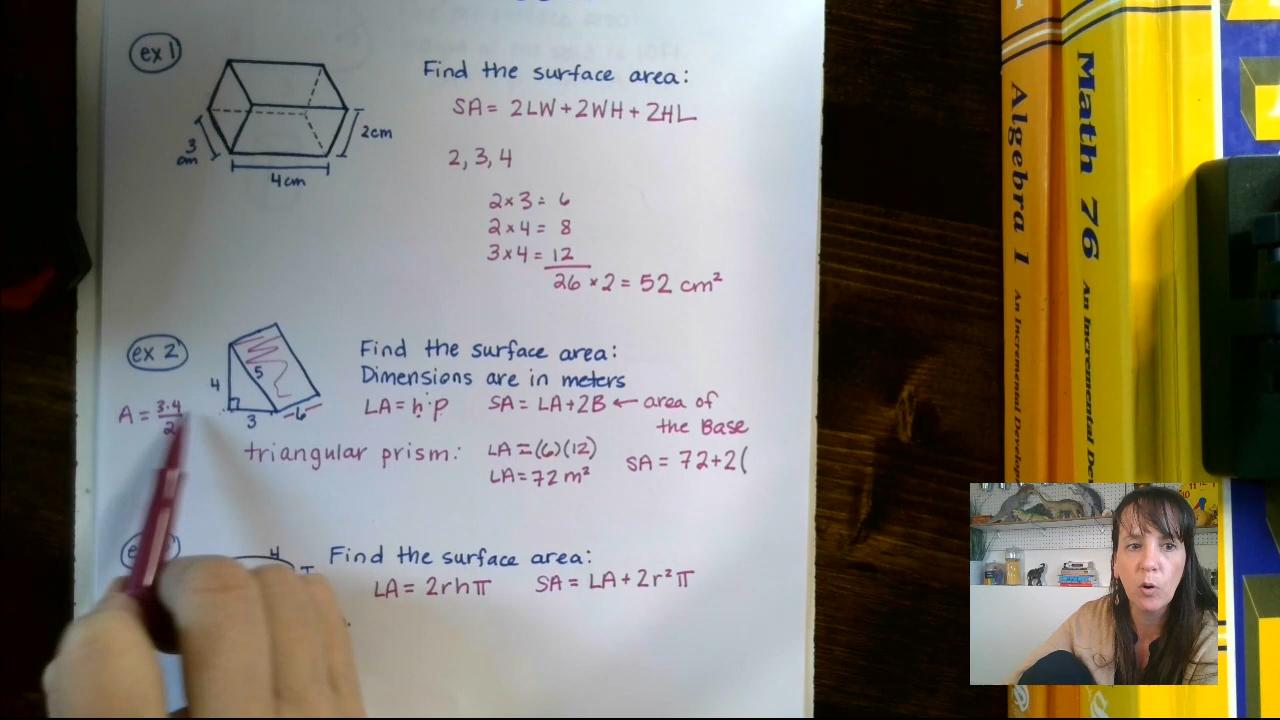 ex 1
Find the surface area:
SA = 2LW + 2WH + 2HL
2cm
3
cm
4cm
2, 3, 4
2 × 3 = 6
2 × 4 = 8
3 × 4 = 12
26 × 2 = 52 cm²
ex 2
Find the surface area:
Dimensions are in meters
4
5
3
6
A = 3·4
2
LA = h·p SA = LA + 2B ← area of
the Base
triangular prism: LA = (6)(12)
LA = 72 m² SA = 72 + 2(
4
Find the surface area:
LA = 2rhπ SA = LA + 2r²π
Algebra 1 An Incremental
Math 76 An Incremental